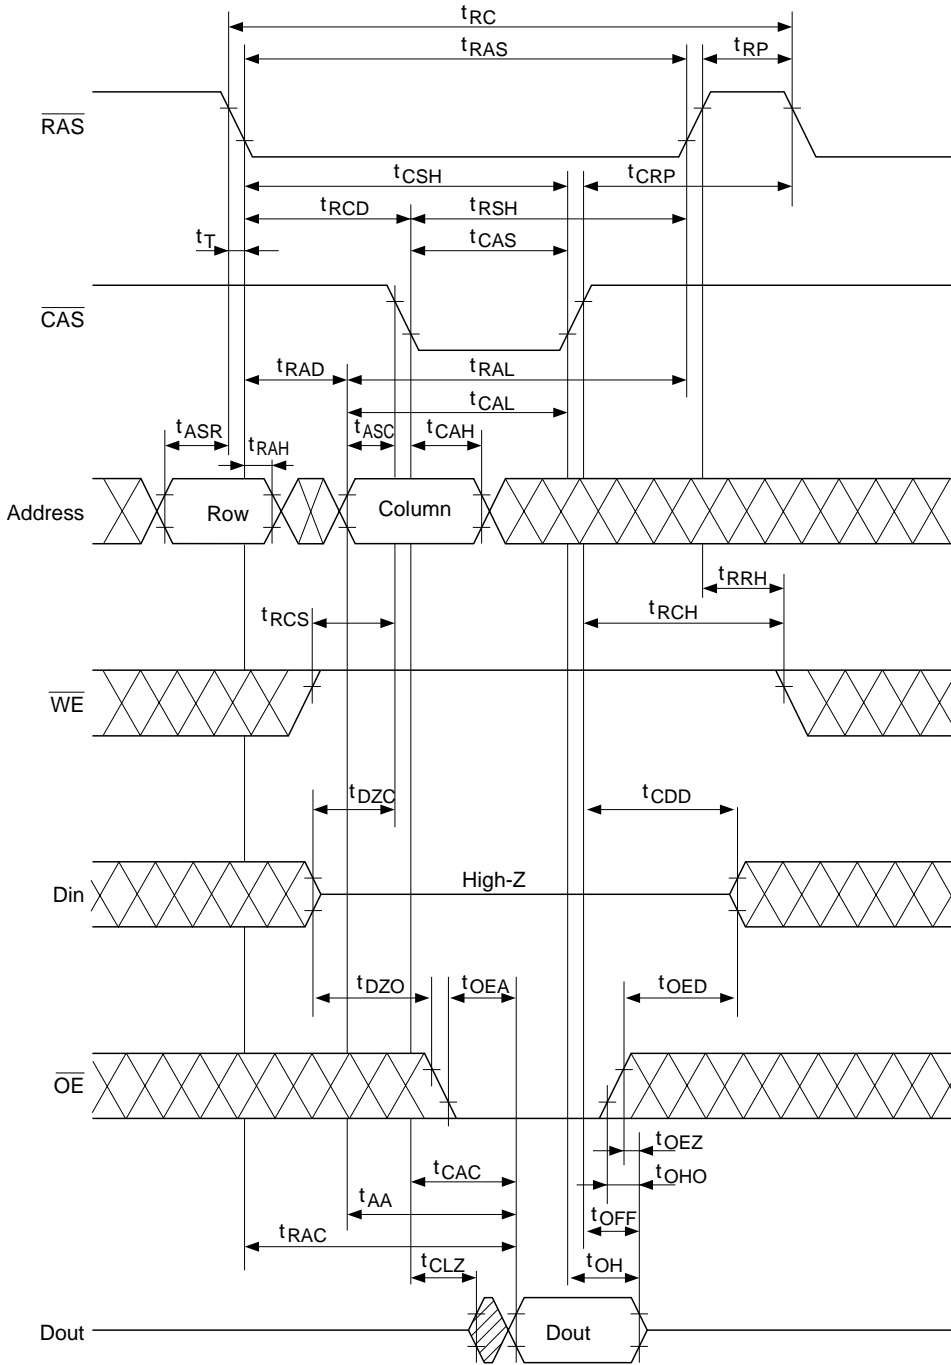 tRC
tRAS
tRP
RAS
tCSH
tCRP
tRCD
tRSH
tT
tCAS
CAS
tRAD
tRAL
tCAL
tASR
tRAH
tASC
tCAH
Address
Row
Column
tRRH
tRCS
tRCH
WE
tDZC
tCDD
High-Z
Din
tDZO
tOEA
tOED
OE
tOEZ
tCAC
tOHO
tAA
tOFF
tRAC
tCLZ
tOH
Dout
Dout